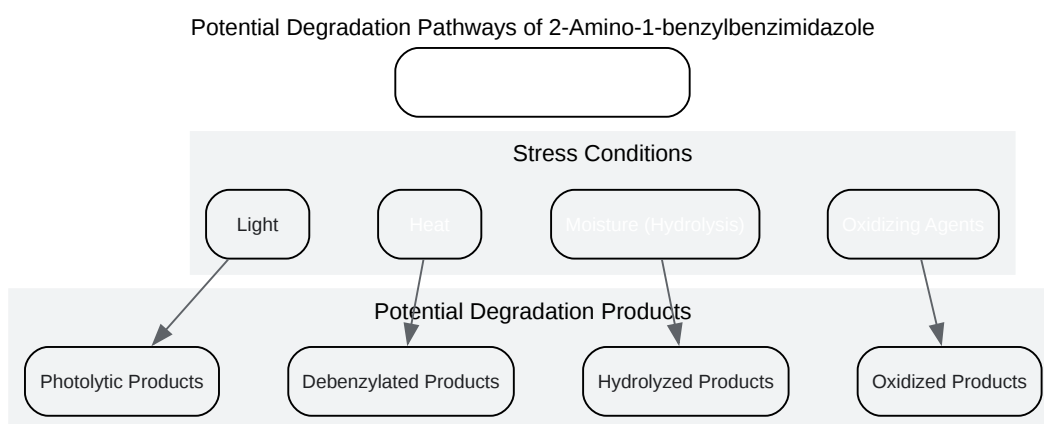 Potential Degradation Pathways of 2-Amino-1-benzylbenzimidazole
Stress Conditions
Light
Heat
Moisture (Hydrolysis)
Oxidizing Agents
Potential Degradation Products
Photolytic Products
Debenzylated Products
Hydrolyzed Products
Oxidized Products